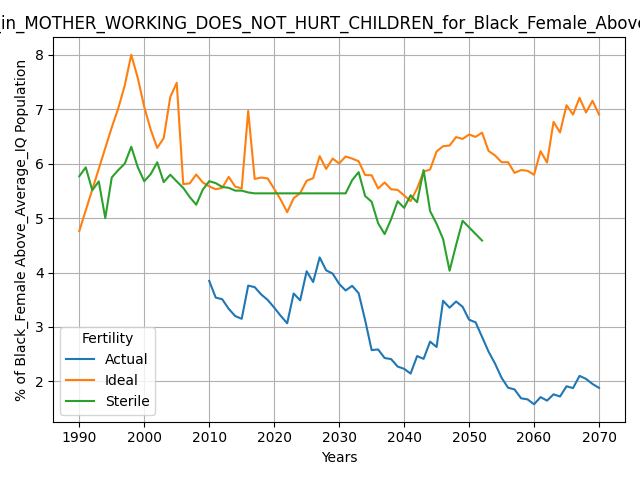 _in_MOTHER_WORKING_DOES_NOT_HURT_CHILDREN_for_Black_Female_Above
% of Black_Female Above_Average_IQ Population
8
7
6
5
4
3
2
Fertility
Actual
Ideal
Sterile
1990 2000 2010 2020 2030 2040 2050 2060 2070
Years